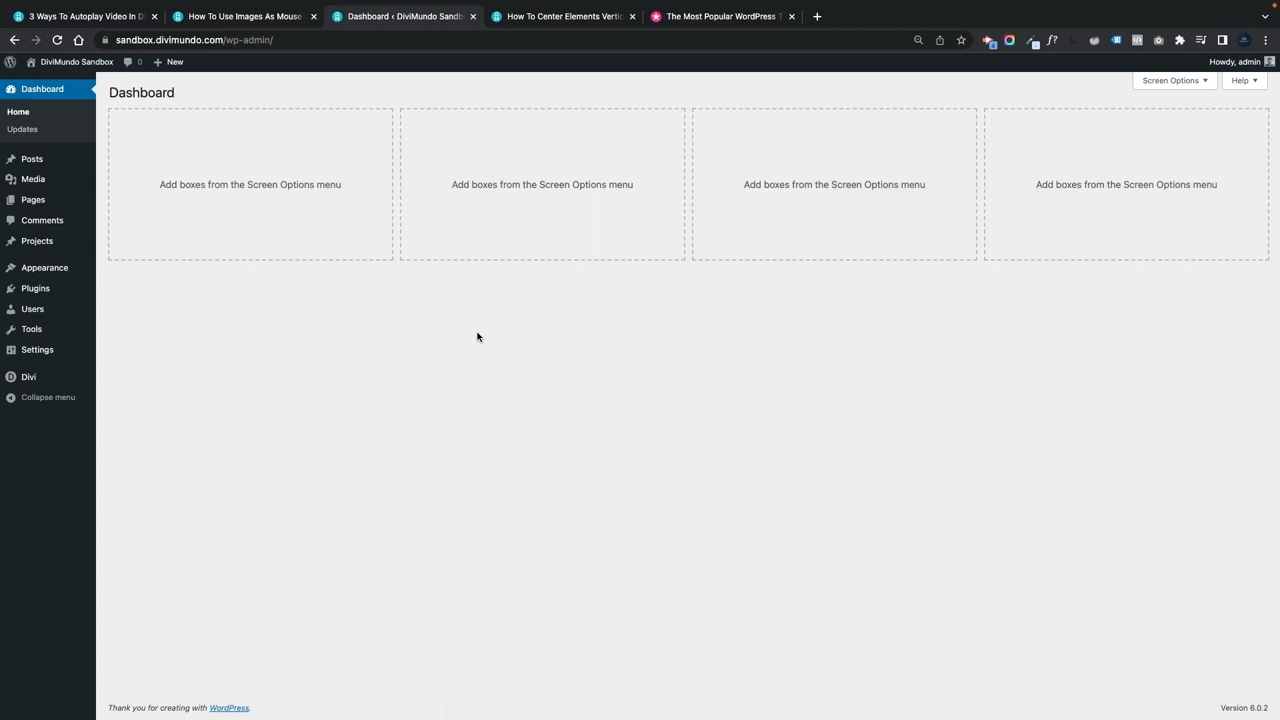 3 Ways To Autoplay Video In D
How To Use Images As Mouse
Dashboard ‹ DiviMundo Sandb
How To Center Elements Vertic
The Most Popular WordPress T
sandbox.divimundo.com/wp-admin/
DiviMundo Sandbox
0
New
Howdy, admin
Dashboard
Home
Updates
Posts
Media
Pages
Comments
Projects
Appearance
Plugins
Users
Tools
Settings
Divi
Collapse menu
Dashboard
Screen Options
Help
Add boxes from the Screen Options menu
Add boxes from the Screen Options menu
Add boxes from the Screen Options menu
Add boxes from the Screen Options menu
Thank you for creating with WordPress.
Version 6.0.2